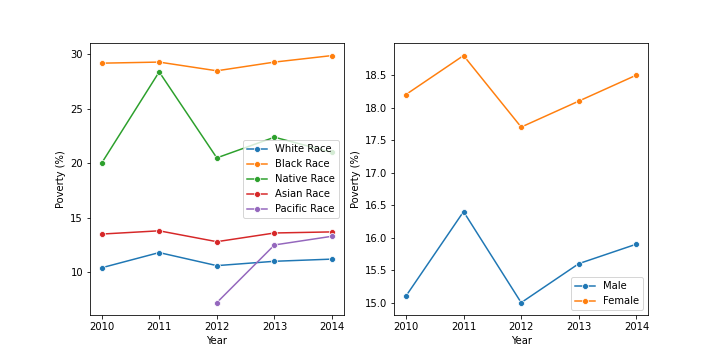 30
25
20
15
10
Poverty (%)
2010 2011 2012 2013 2014
Year
White Race
Black Race
Native Race
Asian Race
Pacific Race
18.5
18.0
17.5
17.0
16.5
16.0
15.5
15.0
Poverty (%)
2010 2011 2012 2013 2014
Year
Male
Female